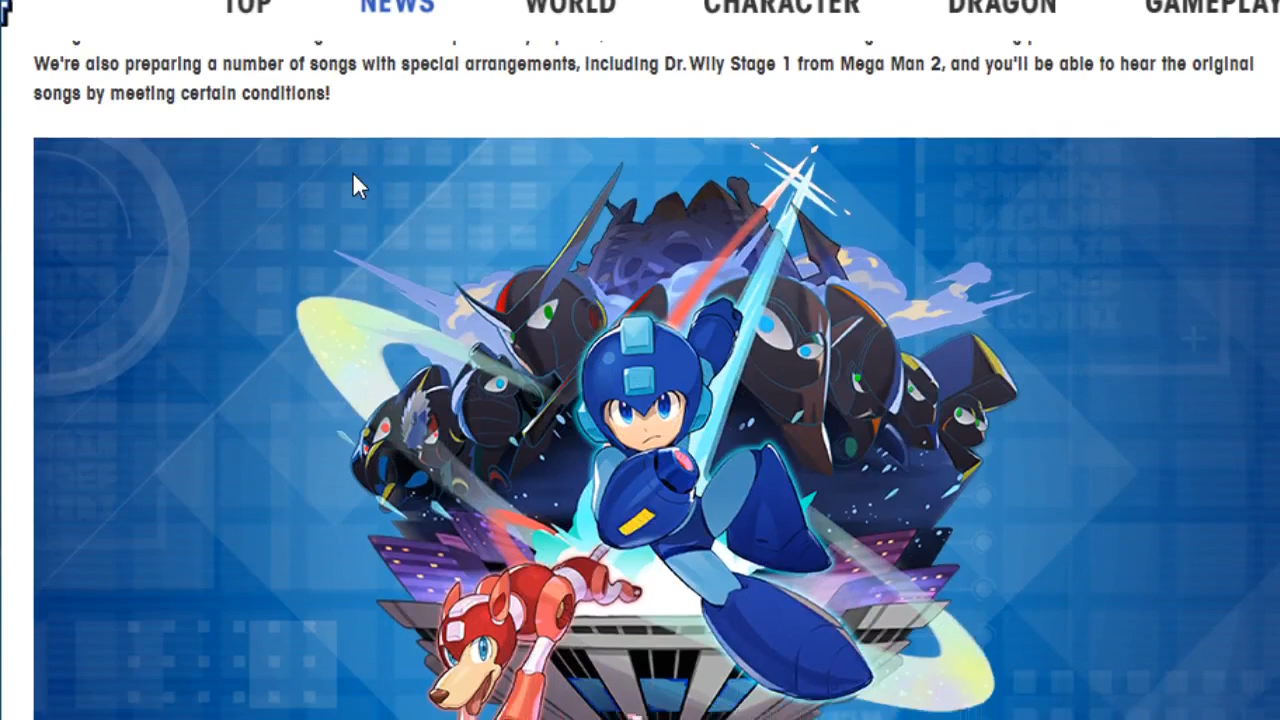 TOP NEWS WORLD CHARACTER DRAGON GAMEPLAY
We're also preparing a number of songs with special arrangements, including Dr. Wily Stage 1 from Mega Man 2, and you'll be able to hear the original
songs by meeting certain conditions!